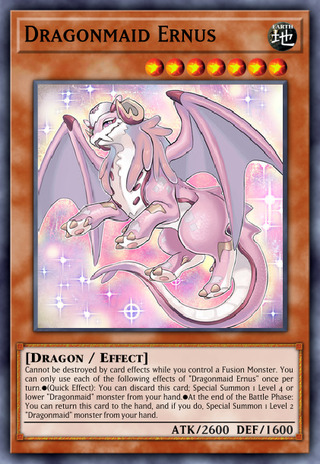 Dragonmaid Ernus
EARTH
地
[Dragon / Effect]
Cannot be destroyed by card effects while you control a Fusion Monster. You
can only use each of the following effects of "Dragonmaid Ernus" once per
turn.●(Quick Effect): You can discard this card; Special Summon 1 Level 4 or
lower "Dragonmaid" monster from your hand.●At the end of the Battle Phase:
You can return this card to the hand, and if you do, Special Summon 1 Level 2
"Dragonmaid" monster from your hand.
ATK/2600 DEF/1600